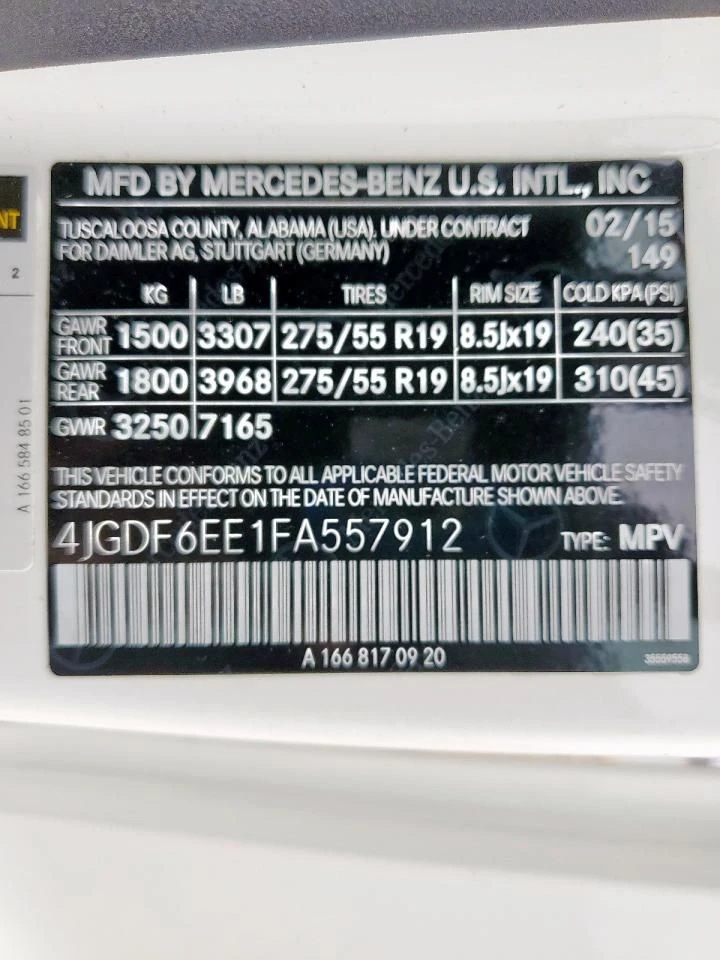 MFD BY MERCEDES-BENZ U.S. INTL., INC
TUSCALOOSA COUNTY, ALABAMA (USA), UNDER CONTRACT 02/15
FOR DAIMLER AG, STUTTGART (GERMANY) 149
KG LB TIRES RIM SIZE COLD KPA(PSI)
GAWR FRONT 1500 3307 275/55 R19 8.5Jx19 240(35)
GAWR REAR 1800 3968 275/55 R19 8.5Jx19 310(45)
GVWR 3250 7165
THIS VEHICLE CONFORMS TO ALL APPLICABLE FEDERAL MOTOR VEHICLE SAFETY
STANDARDS IN EFFECT ON THE DATE OF MANUFACTURE SHOWN ABOVE.
4JGDF6EE1FA557912 TYPE: MPV
A 166 817 09 20
35559558
NT
2
A 166 584 85 01